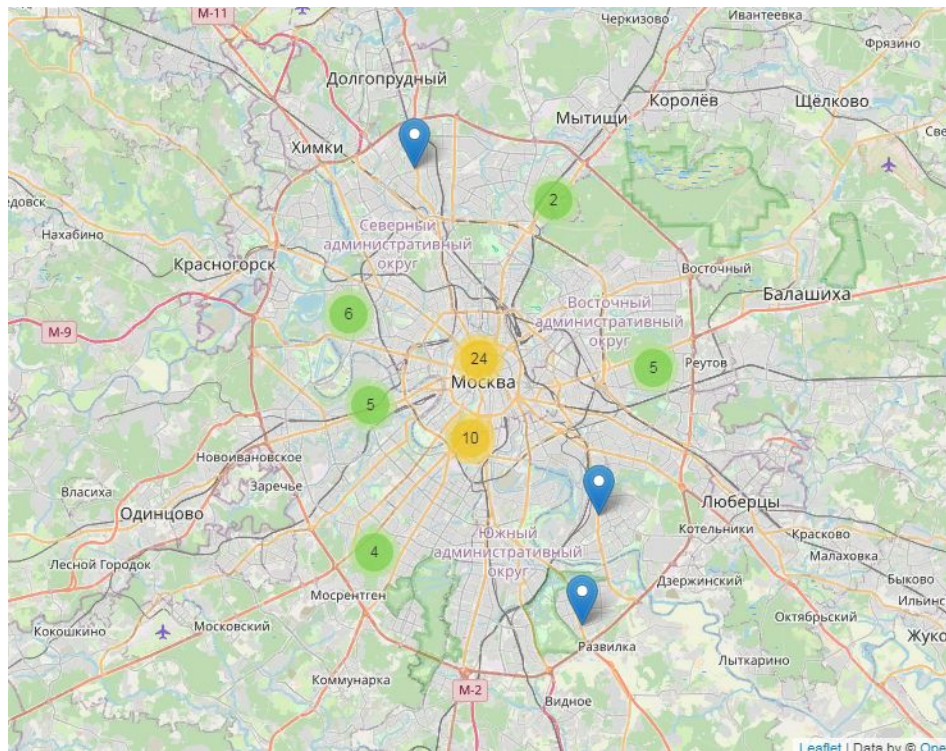 М-11
Черкизово
Ивантеевка
Фрязино
Долгопрудный
Королёв
Щёлково
Мытищи
Химки
2
Нахабино
Северный
административный
округ
Красногорск
Восточный
Балашиха
М-9
6
Восточный
административный
округ
24
Москва
5
Реутов
5
10
Новоивановское
Заречье
Власиха
Одинцово
Люберцы
Котельники
Красково
Малаховка
Южный
административный
округ
4
Лесной Городок
Мосрентген
Дзержинский
Быково
Октябрьский
Кокошкино
Московский
Развилка
Лыткарино
Коммунарка
М-2
Видное
Leaflet | Data by ©